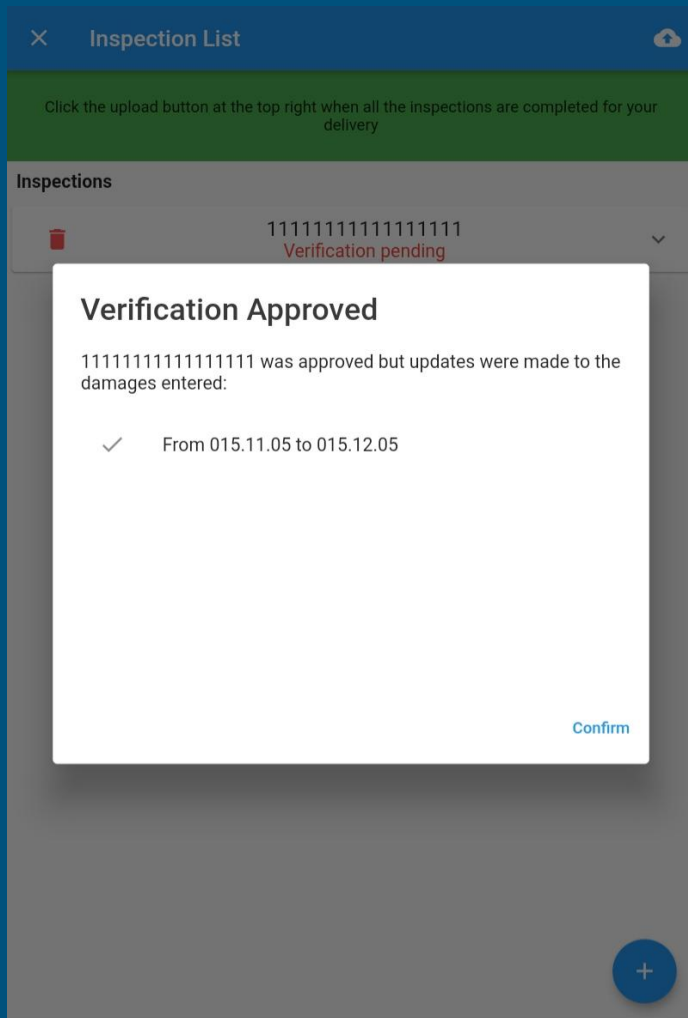 Inspection List
Click the upload button at the top right when all the inspections are completed for your
delivery
Inspections
11111111111111111
Verification pending
Verification Approved
11111111111111111 was approved but updates were made to the
damages entered:
From 015.11.05 to 015.12.05
Confirm